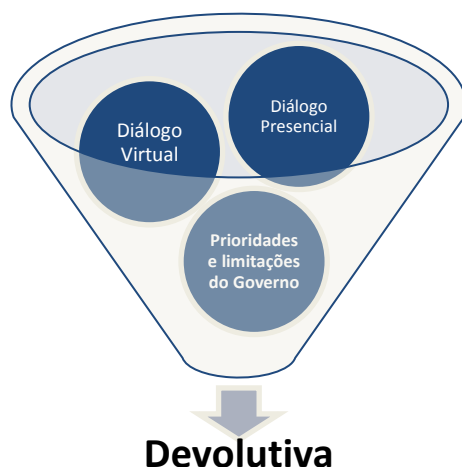 Diálogo
Virtual
Diálogo
Presencial
Prioridades
e limitações
do Governo
Devolutiva